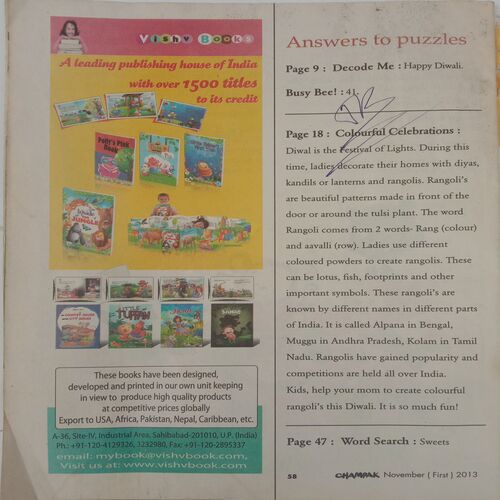 Vishv Books
A leading publishing house of India
with over 1500 titles
to its credit
Polly's Pink
Book
JUNGLE
LITTLE
TURRAM
These books have been designed,
developed and printed in our own unit keeping
in view to produce high quality products
at competitive prices globally
Export to USA, Africa, Pakistan, Nepal, Caribbean, etc.
A-36, Site-IV, Industrial Area, Sahibabad-201010, U.P. (India)
Ph.: +91-120-4129326, 3232980, Fax: +91-120-2895337
email: mybook@vishvbook.com,
Visit us at: www.vishvbook.com
Answers to puzzles
Page 9 : Decode Me : Happy Diwali.
Busy Bee! : 41.
Page 18 : Colourful Celebrations :
Diwal is the Festival of Lights. During this
time, ladies decorate their homes with diyas,
kandils or lanterns and rangolis. Rangoli's
are beautiful patterns made in front of the
door or around the tulsi plant. The word
Rangoli comes from 2 words- Rang (colour)
and aavalli (row). Ladies use different
coloured powders to create rangolis. These
can be lotus, fish, footprints and other
important symbols. These rangoli's are
known by different names in different parts
of India. It is called Alpana in Bengal,
Muggu in Andhra Pradesh, Kolam in Tamil
Nadu. Rangolis have gained popularity and
competitions are held all over India.
Kids, help your mom to create colourful
rangoli's this Diwali. It is so much fun!
Page 47 : Word Search : Sweets
58 CHAMPAK November ( First ) 2013